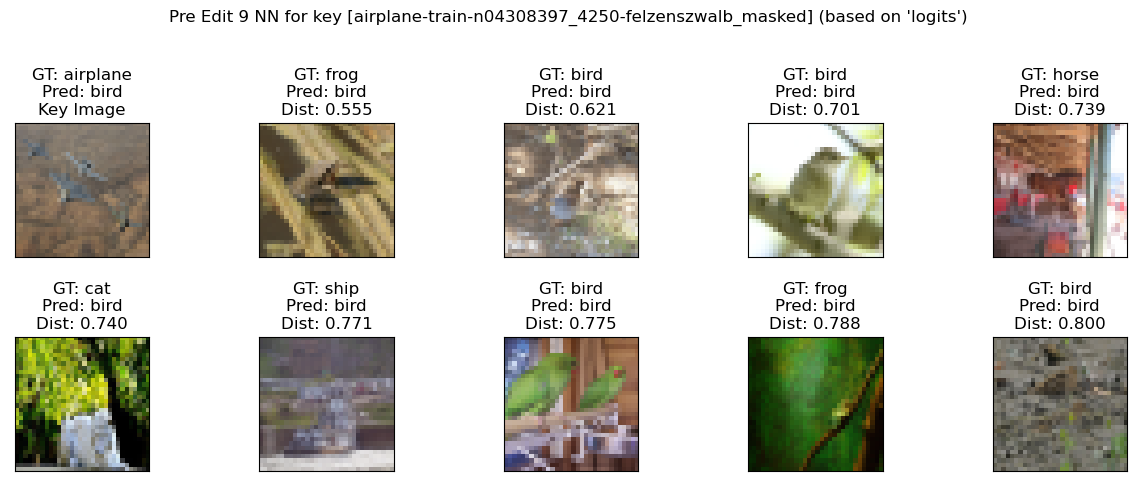 Pre Edit 9 NN for key [airplane-train-n04308397_4250-felzenszwalb_masked] (based on 'logits')
GT: airplane
Pred: bird
Key Image
GT: frog
Pred: bird
Dist: 0.555
GT: bird
Pred: bird
Dist: 0.621
GT: bird
Pred: bird
Dist: 0.701
GT: horse
Pred: bird
Dist: 0.739
GT: cat
Pred: bird
Dist: 0.740
GT: ship
Pred: bird
Dist: 0.771
GT: bird
Pred: bird
Dist: 0.775
GT: frog
Pred: bird
Dist: 0.788
GT: bird
Pred: bird
Dist: 0.800